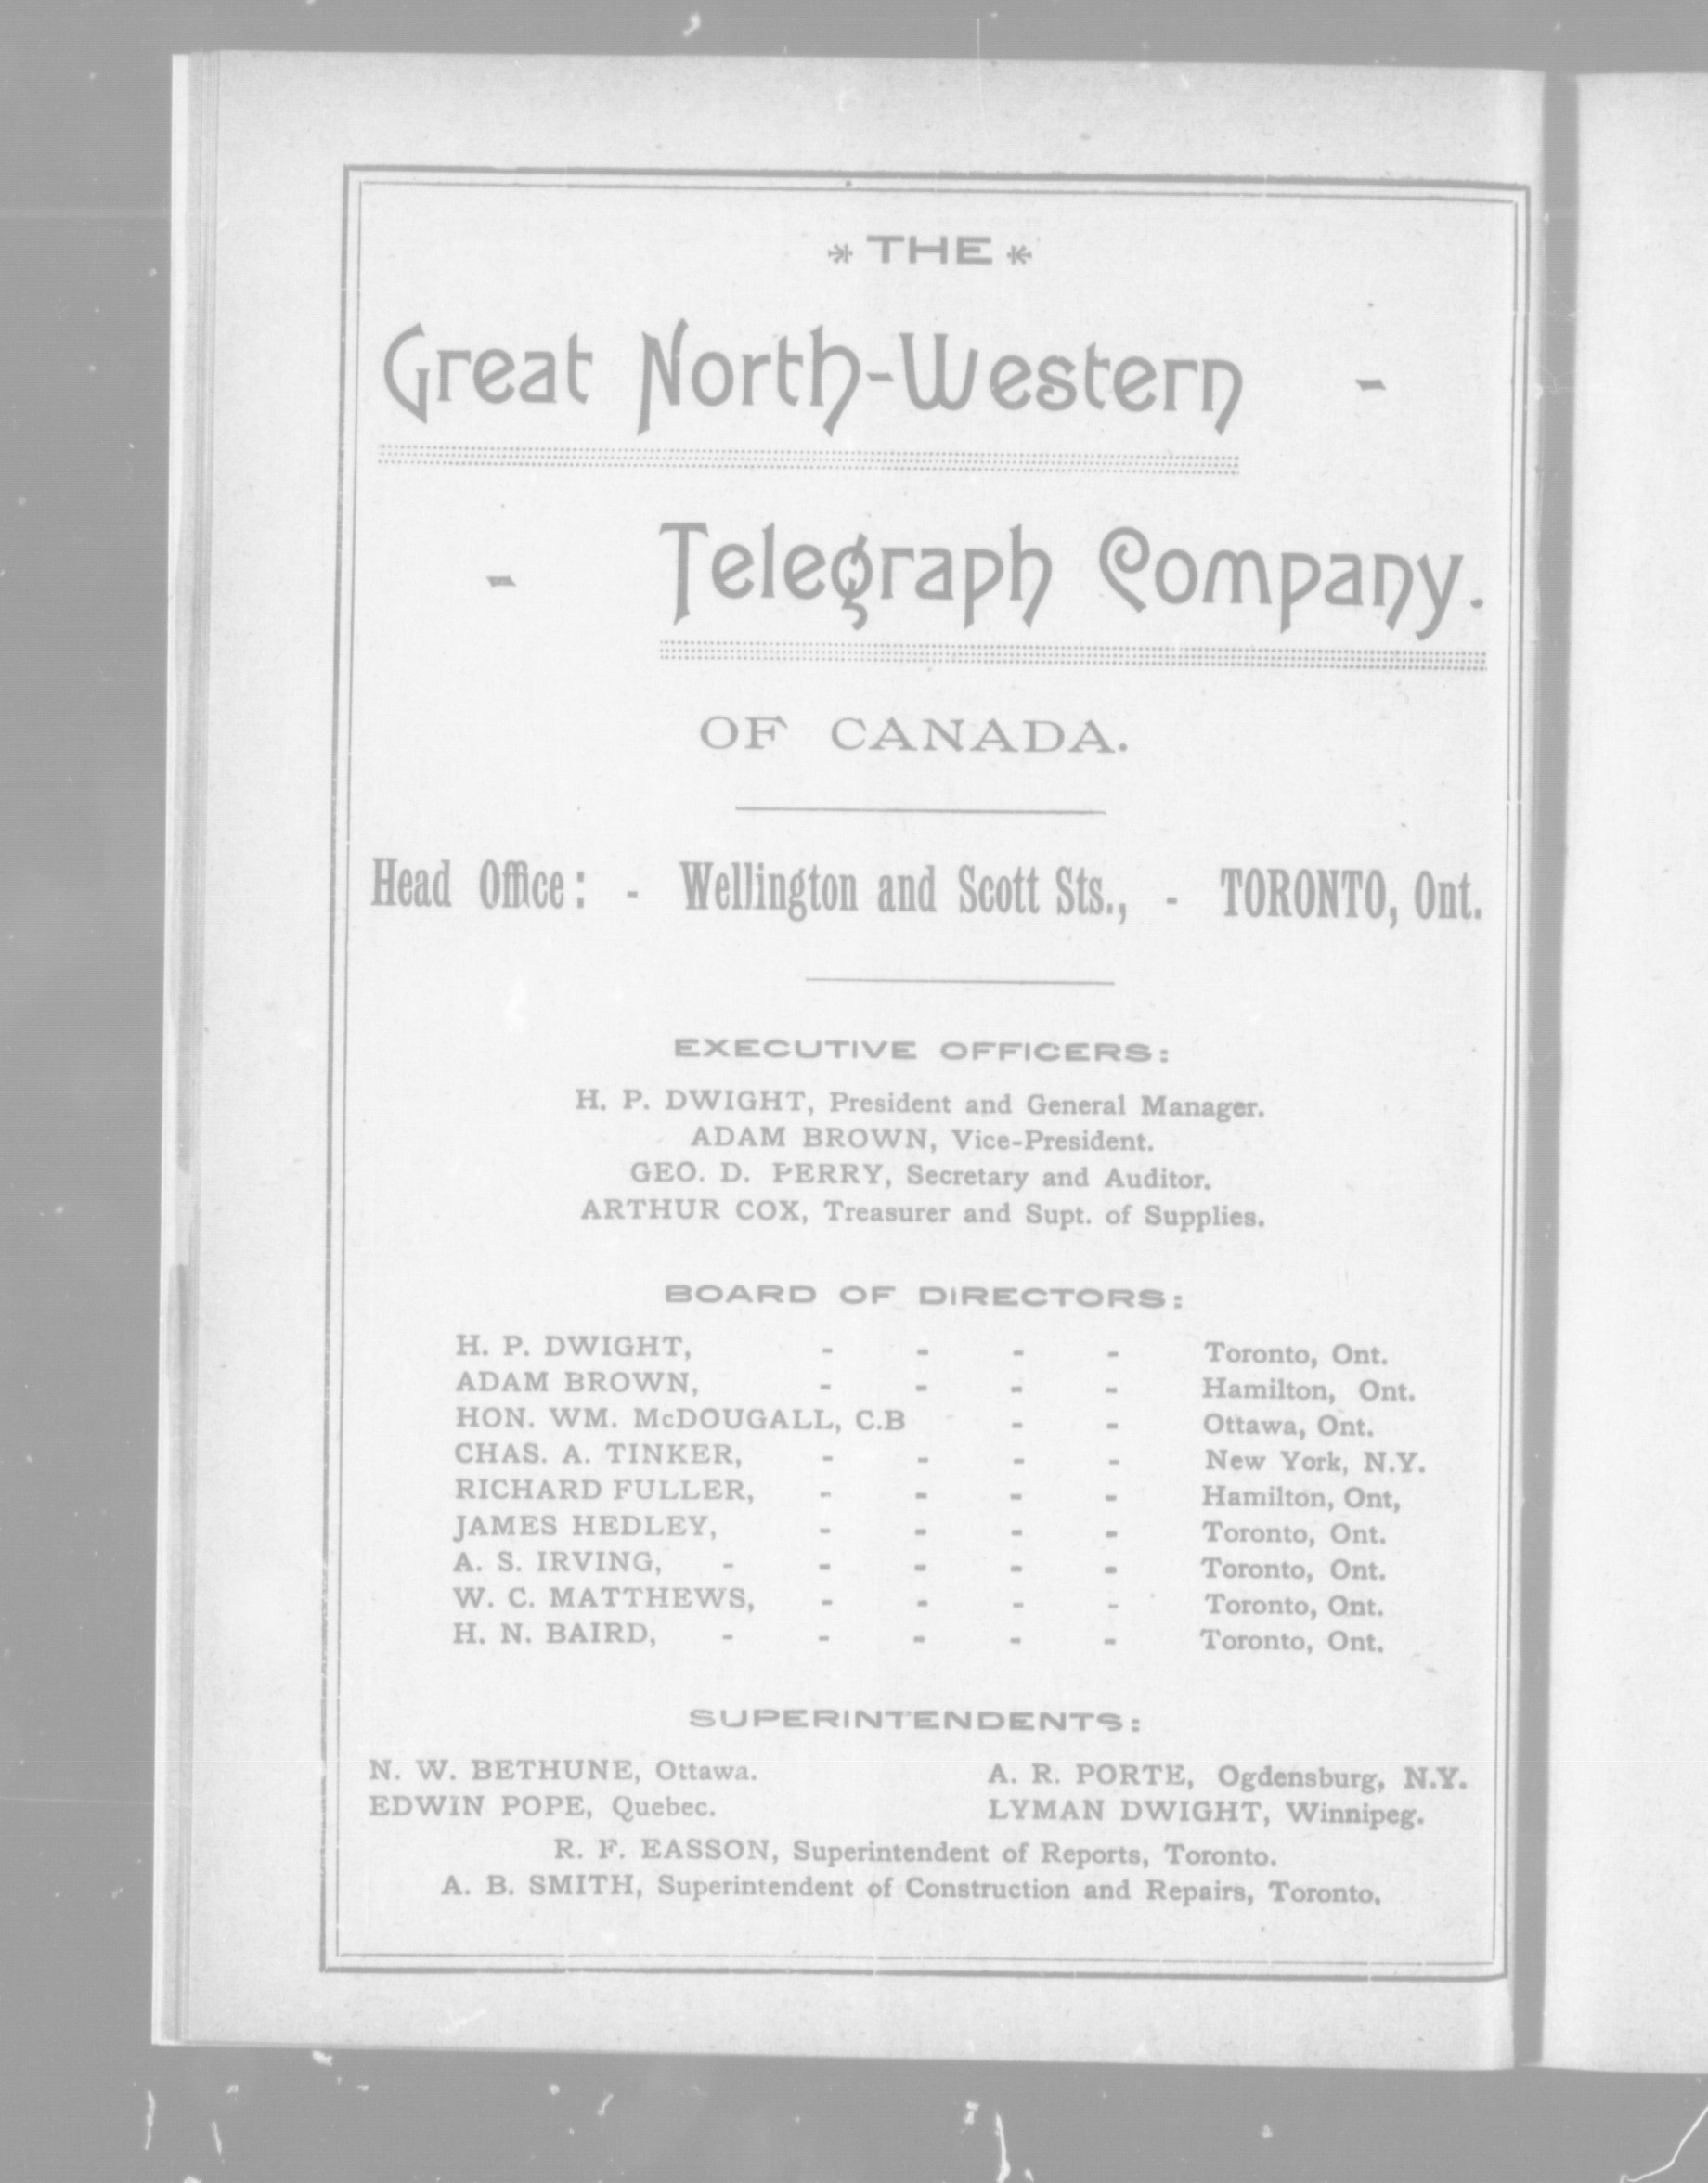 * THE *
Great North-Western -
- Telegraph Company.
OF CANADA.
Head Office: - Wellington and Scott Sts., - TORONTO, Ont.
EXECUTIVE OFFICERS:
H. P. DWIGHT, President and General Manager.
ADAM BROWN, Vice-President.
GEO. D. PERRY, Secretary and Auditor.
ARTHUR COX, Treasurer and Supt. of Supplies.
BOARD OF DIRECTORS:
H. P. DWIGHT, - - - - Toronto, Ont.
ADAM BROWN, - - - - Hamilton, Ont.
HON. WM. McDOUGALL, C.B - - Ottawa, Ont.
CHAS. A. TINKER, - - - - New York, N.Y.
RICHARD FULLER, - - - - Hamilton, Ont,
JAMES HEDLEY, - - - - Toronto, Ont.
A. S. IRVING, - - - - - Toronto, Ont.
W. C. MATTHEWS, - - - - Toronto, Ont.
H. N. BAIRD, - - - - - Toronto, Ont.
SUPERINTENDENTS:
N. W. BETHUNE, Ottawa. A. R. PORTE, Ogdensburg, N.Y.
EDWIN POPE, Quebec. LYMAN DWIGHT, Winnipeg.
R. F. EASSON, Superintendent of Reports, Toronto.
A. B. SMITH, Superintendent of Construction and Repairs, Toronto.